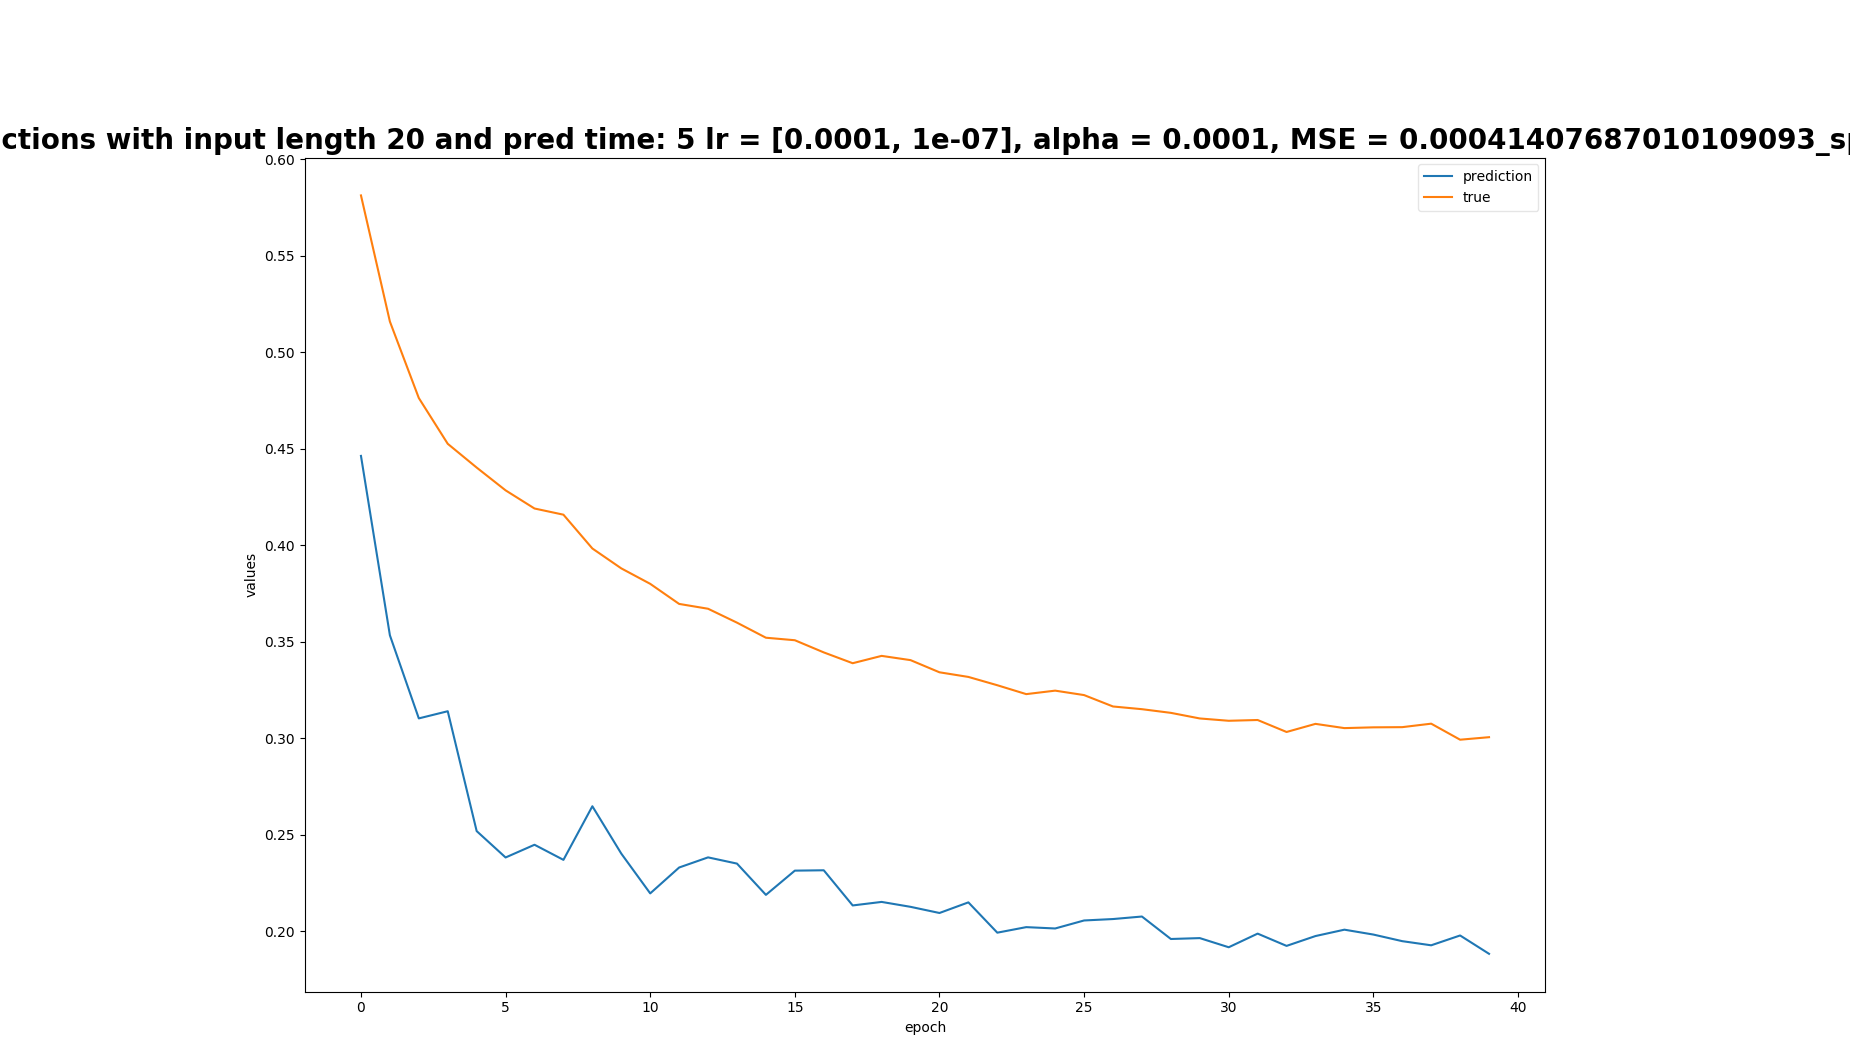 ctions with input length 20 and pred time: 5 lr = [0.0001, 1e-07], alpha = 0.0001, MSE = 0.00041407687010109093_sp
prediction
true
0.60
0.55
0.50
0.45
0.40
0.35
0.30
0.25
0.20
values
0 5 10 15 20 25 30 35 40
epoch